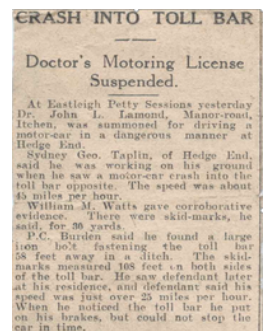 CRASH INTO TOLL BAR
Doctor's Motoring License
Suspended.
At Eastleigh Petty Sessions yesterday
Dr. John L. Lamond, Manor-road,
Itchen, was summoned for driving a
motor-car in a dangerous manner at
Hedge End.
Sydney Geo. Taplin, of Hedge End,
said he was working on his ground
when he saw a motor-car crash into the
toll bar opposite. The speed was about
45 miles per hour.
William M. Watts gave corroborative
evidence. There were skid-marks, he
said, for 30 yards.
P.C. Burden said he found a large
iron bolt fastening the toll bar
58 feet away in a ditch. The skid-
marks measured 108 feet on both sides
of the toll bar. He saw defendant later
at his residence, and defendant said his
speed was just over 25 miles per hour.
When he noticed the toll bar he put
on his brakes, but could not stop the
car in time.